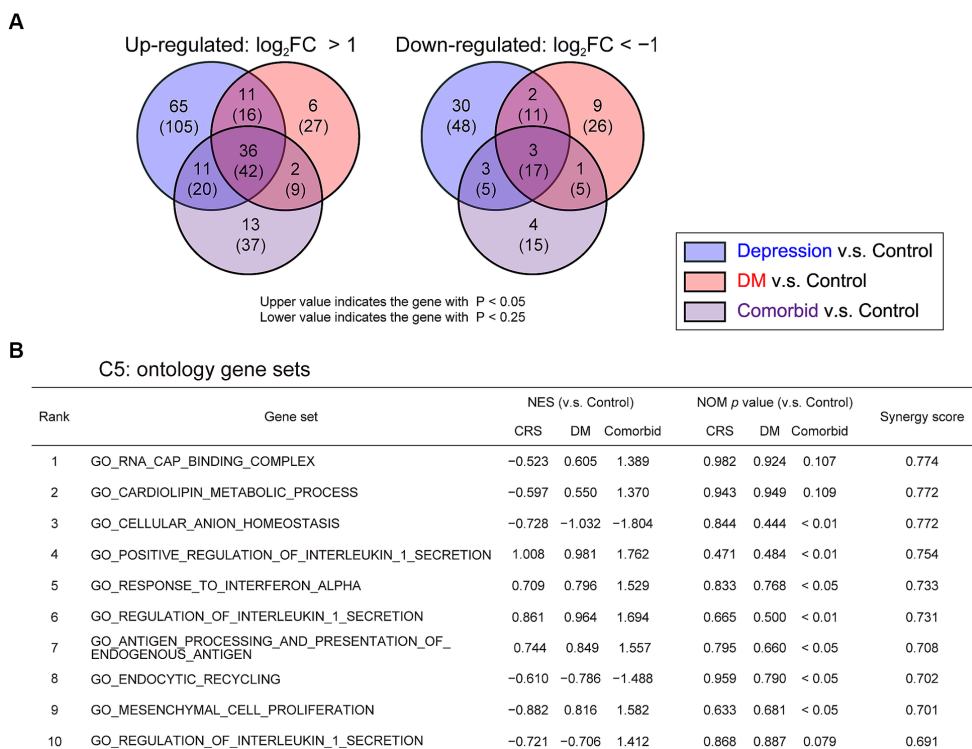 A
Up-regulated: log₂FC > 1
65
(105)
11
(16)
6
(27)
36
(42)
11
(20)
2
(9)
13
(37)
Down-regulated: log₂FC < −1
30
(48)
2
(11)
9
(26)
3
(17)
3
(5)
1
(5)
4
(15)
Depression v.s. Control
DM v.s. Control
Comorbid v.s. Control
Upper value indicates the gene with P < 0.05
Lower value indicates the gene with P < 0.25
B
C5: ontology gene sets
Rank Gene set NES (v.s. Control) NOM p value (v.s. Control) Synergy score
CRS DM Comorbid CRS DM Comorbid
1 GO_RNA_CAP_BINDING_COMPLEX −0.523 0.605 1.389 0.982 0.924 0.107 0.774
2 GO_CARDIOLIPIN_METABOLIC_PROCESS −0.597 0.550 1.370 0.943 0.949 0.109 0.772
3 GO_CELLULAR_ANION_HOMEOSTASIS −0.728 −1.032 −1.804 0.844 0.444 < 0.01 0.772
4 GO_POSITIVE_REGULATION_OF_INTERLEUKIN_1_SECRETION 1.008 0.981 1.762 0.471 0.484 < 0.01 0.754
5 GO_RESPONSE_TO_INTERFERON_ALPHA 0.709 0.796 1.529 0.833 0.768 < 0.05 0.733
6 GO_REGULATION_OF_INTERLEUKIN_1_SECRETION 0.861 0.964 1.694 0.665 0.500 < 0.01 0.731
7 GO_ANTIGEN_PROCESSING_AND_PRESENTATION_OF_
ENDOGENOUS_ANTIGEN 0.744 0.849 1.557 0.795 0.660 < 0.05 0.708
8 GO_ENDOCYTIC_RECYCLING −0.610 −0.786 −1.488 0.959 0.790 < 0.05 0.702
9 GO_MESENCHYMAL_CELL_PROLIFERATION −0.882 0.816 1.582 0.633 0.681 < 0.05 0.701
10 GO_REGULATION_OF_INTERLEUKIN_1_SECRETION −0.721 −0.706 1.412 0.868 0.887 0.079 0.691